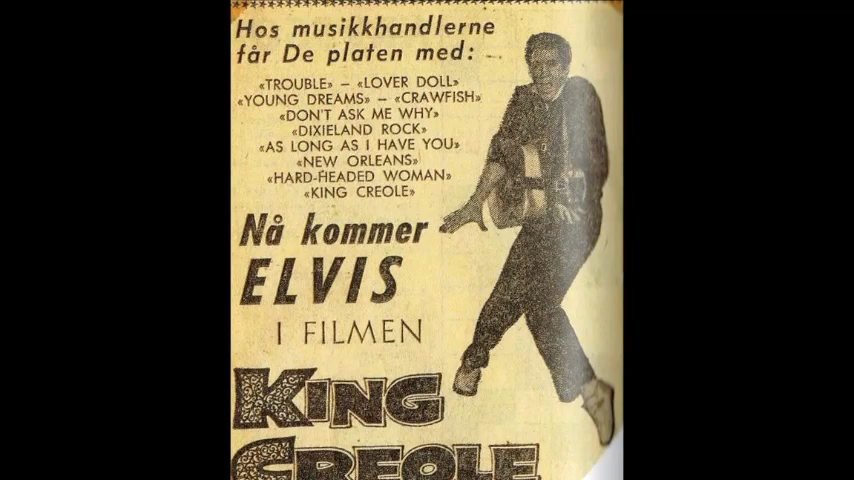 Hos musikkhandlerne
får De platen med:
«TROUBLE» – «LOVER DOLL»
«YOUNG DREAMS» – «CRAWFISH»
«DON'T ASK ME WHY»
«DIXIELAND ROCK»
«AS LONG AS I HAVE YOU»
«NEW ORLEANS»
«HARD-HEADED WOMAN»
«KING CREOLE»
Nå kommer
ELVIS
I FILMEN
KING
CREOLE